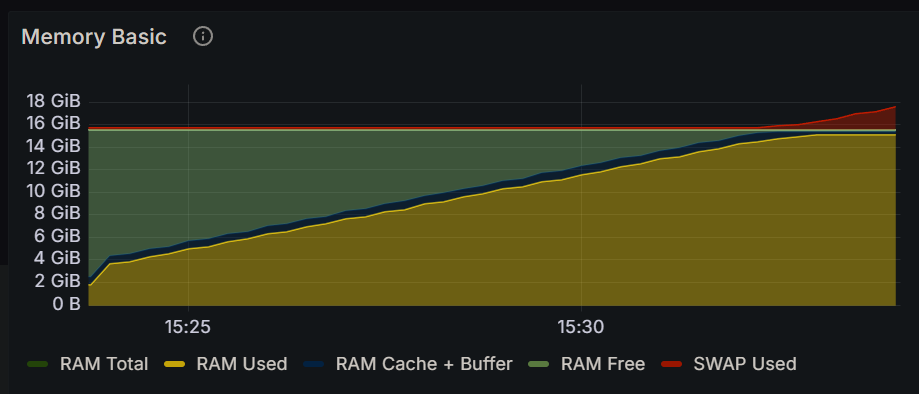 Memory Basic
18 GiB
16 GiB
14 GiB
12 GiB
10 GiB
8 GiB
6 GiB
4 GiB
2 GiB
0 B
15:25 15:30
RAM Total RAM Used RAM Cache + Buffer RAM Free SWAP Used